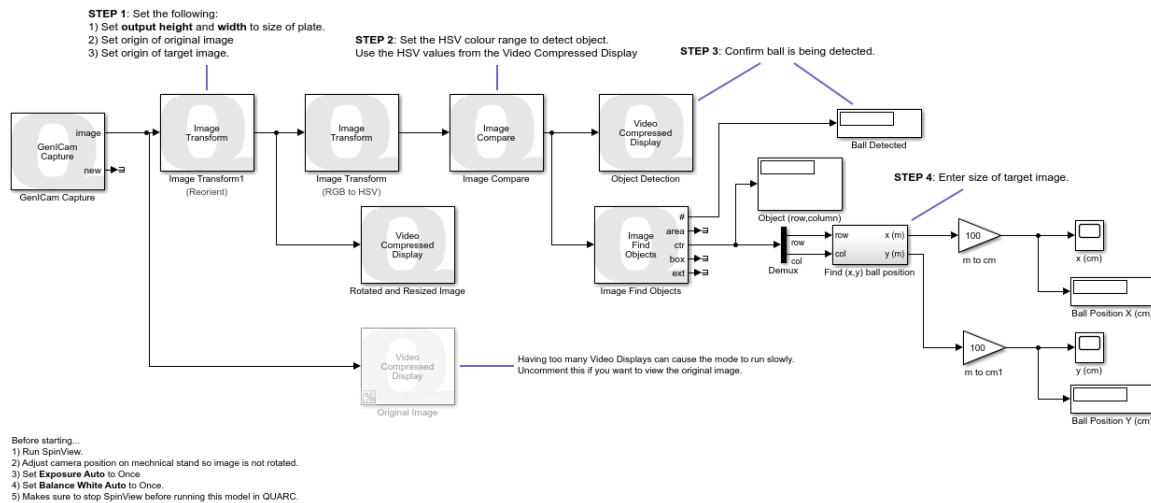 STEP 1: Set the following:
1) Set output height and width to size of plate.
2) Set origin of original image
3) Set origin of target image.
STEP 2: Set the HSV colour range to detect object.
Use the HSV values from the Video Compressed Display
STEP 3: Confirm ball is being detected.
GenICam
Capture
image
new
GenICam Capture
Image
Transform
Image Transform1
(Reorient)
Image
Transform
Image Transform
(RGB to HSV)
Image
Compare
Image Compare
Video
Compressed
Display
Object Detection
Ball Detected
Video
Compressed
Display
Rotated and Resized Image
Image
Find
Objects
#
area
ctr
box
ext
Image Find Objects
Object (row,column)
STEP 4: Enter size of target image.
row
col
Demux
row
col
x (m)
y (m)
Find (x,y) ball position
100
m to cm
x (cm)
Ball Position X (cm)
100
m to cm1
y (cm)
Ball Position Y (cm)
Video
Compressed
Display
%
Original Image
Having too many Video Displays can cause the mode to run slowly.
Uncomment this if you want to view the original image.
Before starting...
1) Run SpinView.
2) Adjust camera position on mechnical stand so image is not rotated.
3) Set Exposure Auto to Once
4) Set Balance White Auto to Once.
5) Makes sure to stop SpinView before running this model in QUARC.